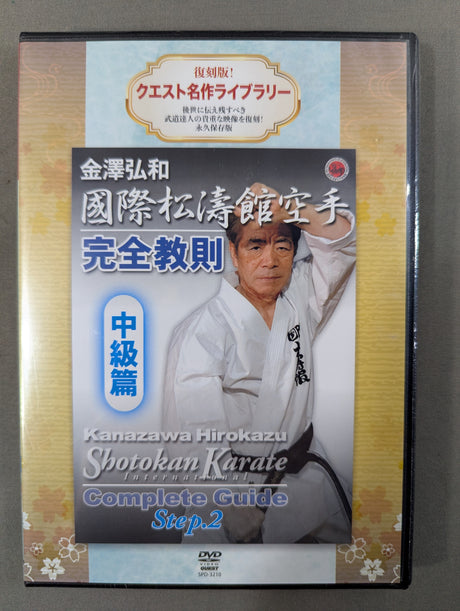 復刻版!
クエスト名作ライブラリー
後世に伝え残すべき
武道達人の貴重な映像を復刻!
永久保存版
金澤弘和
國際松濤館空手
完全教則
中級篇
Kanazawa Hirokazu
Shotokan Karate
International
Complete Guide
Step.2
DVD
VIDEO
QUEST
SPD-3210